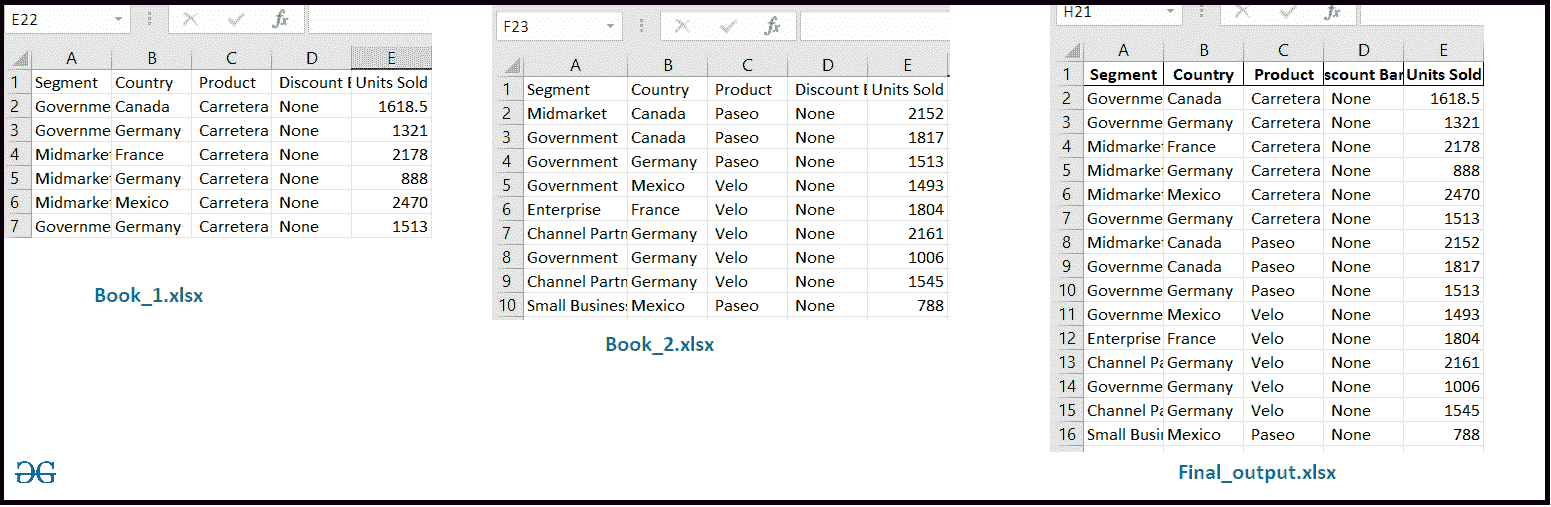 E22 fx
A B C D E
1 Segment Country Product Discount B Units Sold
2 Governme Canada Carretera None 1618.5
3 Governme Germany Carretera None 1321
4 Midmarket France Carretera None 2178
5 Midmarket Germany Carretera None 888
6 Midmarket Mexico Carretera None 2470
7 Governme Germany Carretera None 1513
Book_1.xlsx
F23 fx
A B C D E
1 Segment Country Product Discount B Units Sold
2 Midmarket Canada Paseo None 2152
3 Government Canada Paseo None 1817
4 Government Germany Paseo None 1513
5 Government Mexico Velo None 1493
6 Enterprise France Velo None 1804
7 Channel Partn Germany Velo None 2161
8 Government Germany Velo None 1006
9 Channel Partn Germany Velo None 1545
10 Small Business Mexico Paseo None 788
Book_2.xlsx
H21 fx
A B C D E
1 Segment Country Product scount Ban Units Sold
2 Governme Canada Carretera None 1618.5
3 Governme Germany Carretera None 1321
4 Midmarket France Carretera None 2178
5 Midmarket Germany Carretera None 888
6 Midmarket Mexico Carretera None 2470
7 Governme Germany Carretera None 1513
8 Midmarket Canada Paseo None 2152
9 Governme Canada Paseo None 1817
10 Governme Germany Paseo None 1513
11 Governme Mexico Velo None 1493
12 Enterprise France Velo None 1804
13 Channel Pa Germany Velo None 2161
14 Governme Germany Velo None 1006
15 Channel Pa Germany Velo None 1545
16 Small Busi Mexico Paseo None 788
Final_output.xlsx